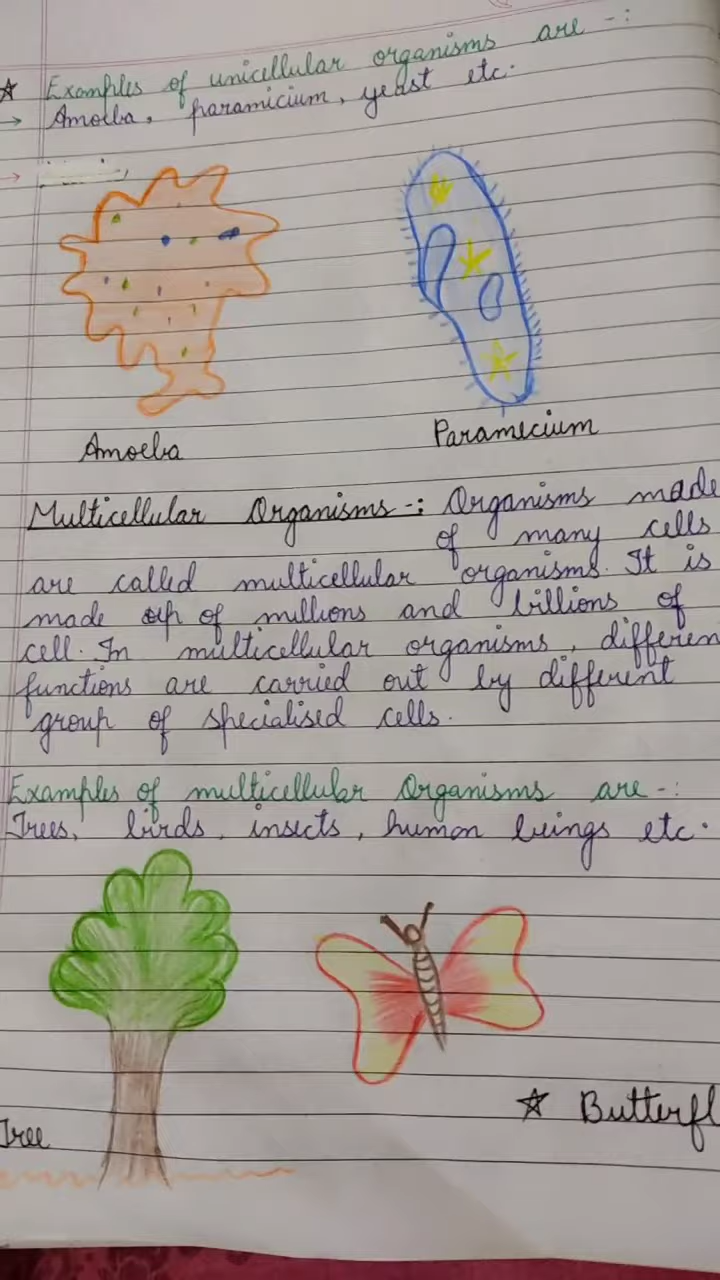 ☆ Examples of unicellular organisms are -:
→ Amoeba, paramicium, yeast etc.
→
Amoeba
Paramecium
Multicellular Organisms -: Organisms made
of many cells
are called multicellular organisms. It is
made up of millions and billions of
cell. In multicellular organisms, differen
functions are carried out by different
group of specialised cells.
Examples of multicellular Organisms are -:
Trees, birds, insects, human beings etc.
☆ Butterfl
Tree